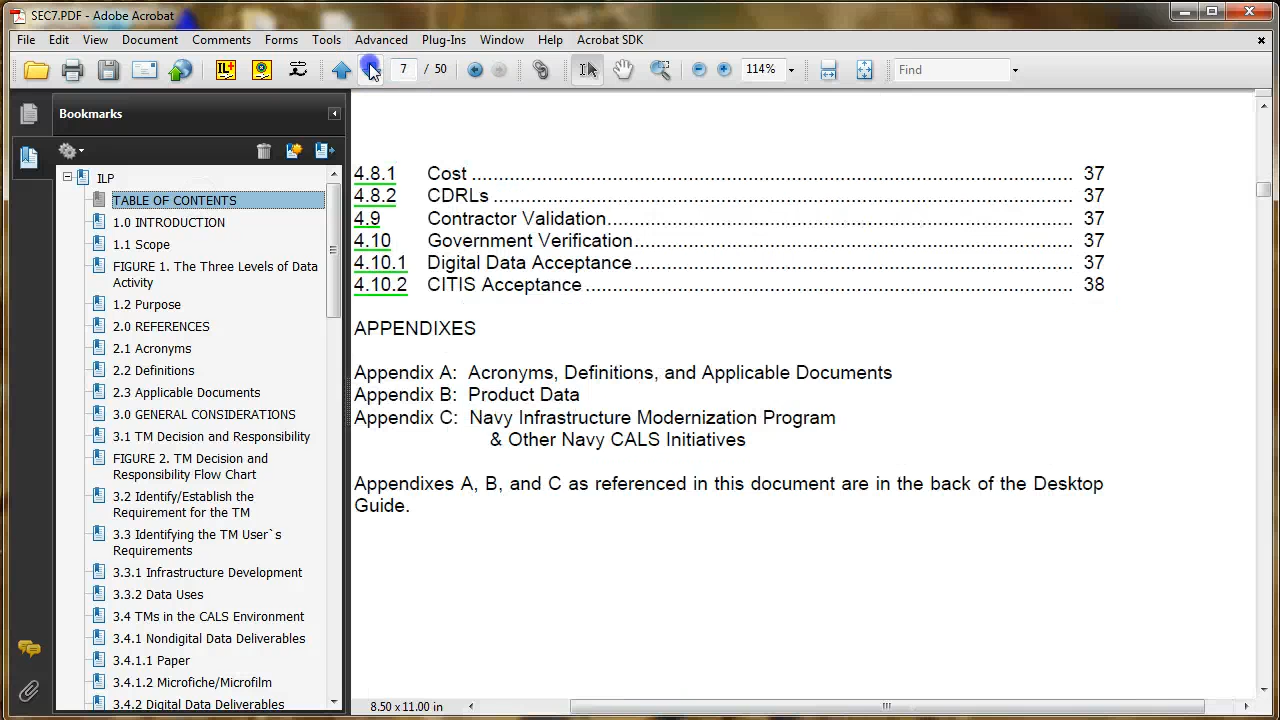 SEC7.PDF - Adobe Acrobat
File Edit View Document Comments Forms Tools Advanced Plug-Ins Window Help Acrobat SDK
7 / 50 114% Find
Bookmarks
ILP
TABLE OF CONTENTS
1.0 INTRODUCTION
1.1 Scope
FIGURE 1. The Three Levels of Data
Activity
1.2 Purpose
2.0 REFERENCES
2.1 Acronyms
2.2 Definitions
2.3 Applicable Documents
3.0 GENERAL CONSIDERATIONS
3.1 TM Decision and Responsibility
FIGURE 2. TM Decision and
Responsibility Flow Chart
3.2 Identify/Establish the
Requirement for the TM
3.3 Identifying the TM User`s
Requirements
3.3.1 Infrastructure Development
3.3.2 Data Uses
3.4 TMs in the CALS Environment
3.4.1 Nondigital Data Deliverables
3.4.1.1 Paper
3.4.1.2 Microfiche/Microfilm
3.4.2 Digital Data Deliverables
4.8.1 Cost ........ 37
4.8.2 CDRLs ........ 37
4.9 Contractor Validation ........ 37
4.10 Government Verification ........ 37
4.10.1 Digital Data Acceptance ........ 37
4.10.2 CITIS Acceptance ........ 38
APPENDIXES
Appendix A: Acronyms, Definitions, and Applicable Documents
Appendix B: Product Data
Appendix C: Navy Infrastructure Modernization Program
& Other Navy CALS Initiatives
Appendixes A, B, and C as referenced in this document are in the back of the Desktop
Guide.
8.50 x 11.00 in